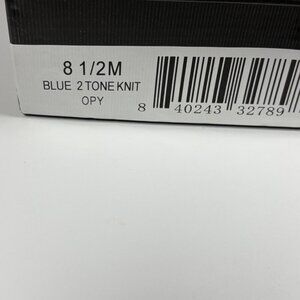 8 1/2M
BLUE 2 TONE KNIT
OPY
8 40243 32789